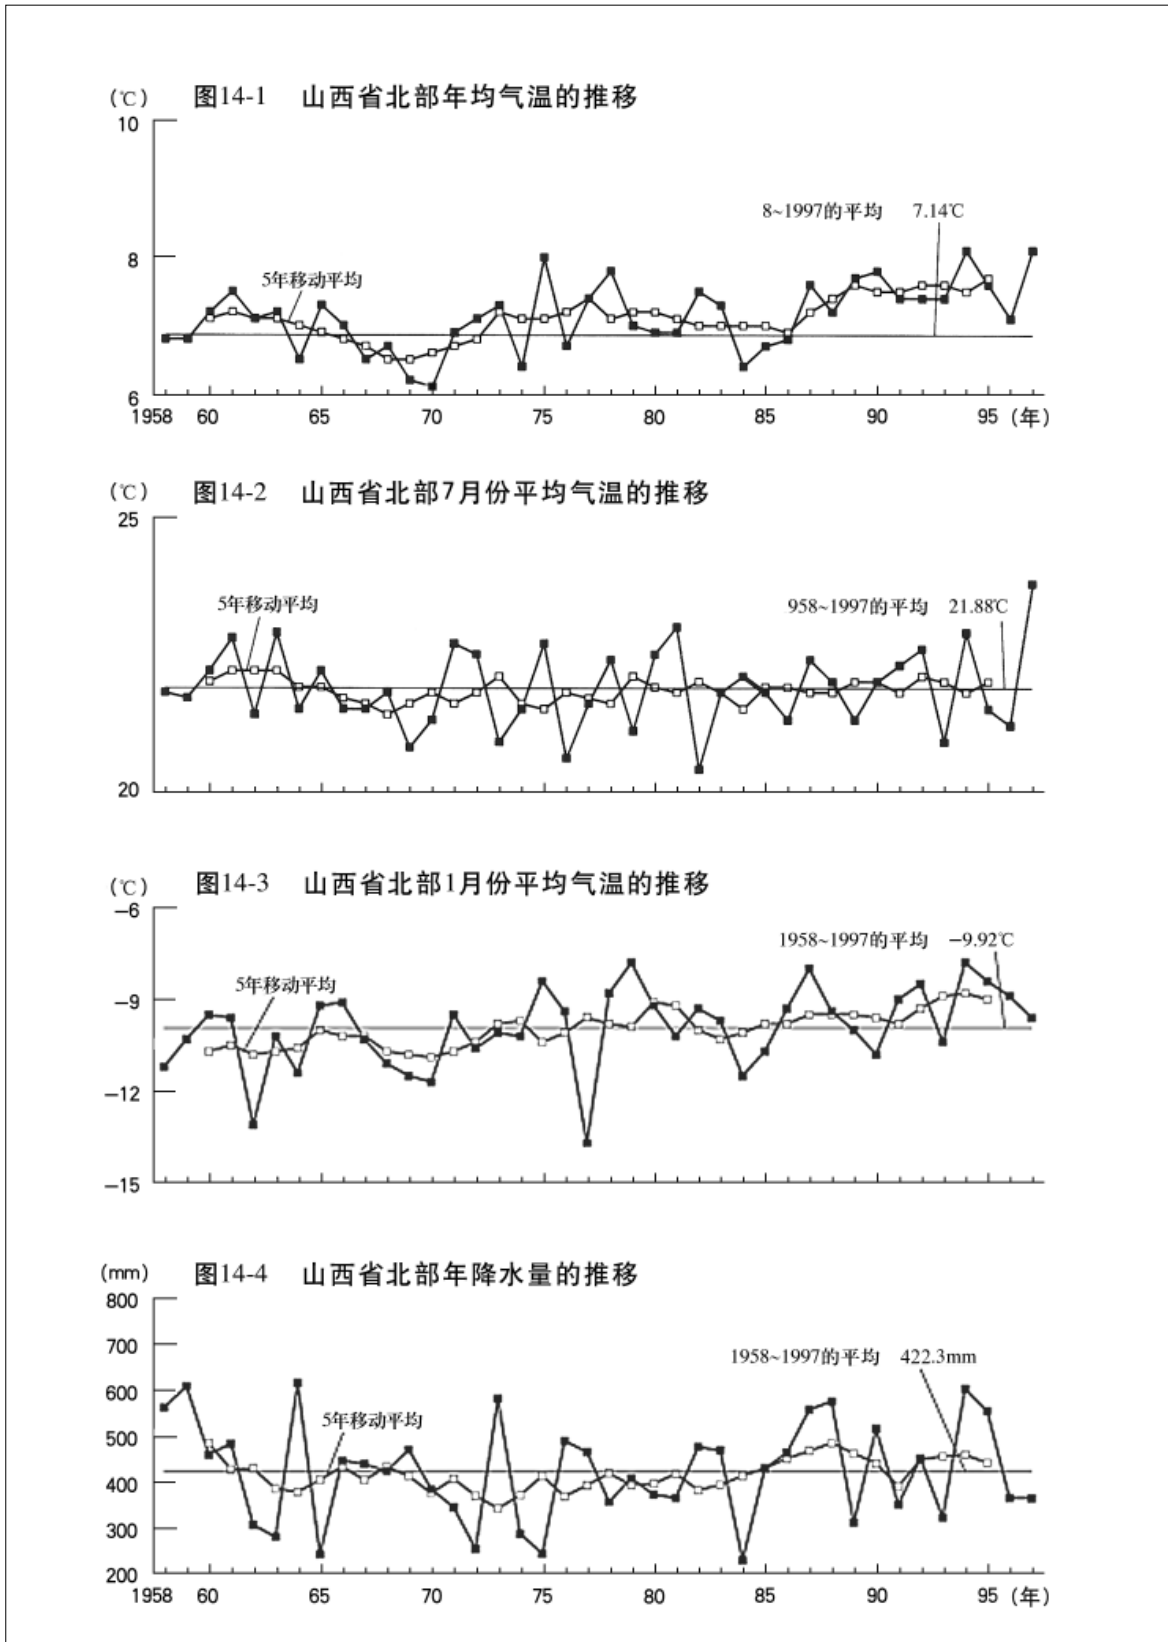 (℃) 图14-1 山西省北部年均气温的推移
10
8~1997的平均 7.14℃
8
5年移动平均
6
1958 60 65 70 75 80 85 90 95 (年)
(℃) 图14-2 山西省北部7月份平均气温的推移
25
5年移动平均
958~1997的平均 21.88℃
20
(℃) 图14-3 山西省北部1月份平均气温的推移
−6
1958~1997的平均 −9.92℃
5年移动平均
−9
−12
−15
(mm) 图14-4 山西省北部年降水量的推移
800
700
1958~1997的平均 422.3mm
600
5年移动平均
500
400
300
200
1958 60 65 70 75 80 85 90 95 (年)